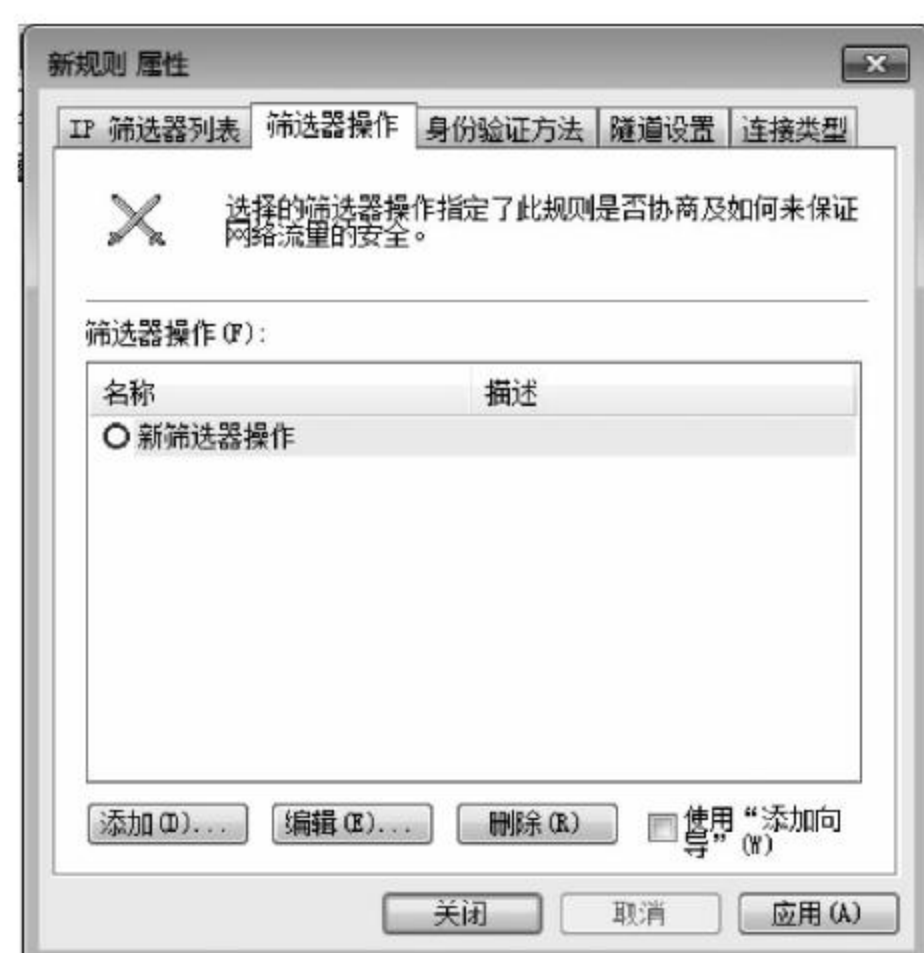 新规则 属性
IP 筛选器列表 筛选器操作 身份验证方法 隧道设置 连接类型
选择的筛选器操作指定了此规则是否协商及如何来保证
网络流量的安全。
筛选器操作(F):
名称 描述
新筛选器操作
添加(D)... 编辑(E)... 删除(R) 使用“添加向
导”(W)
关闭 取消 应用(A)